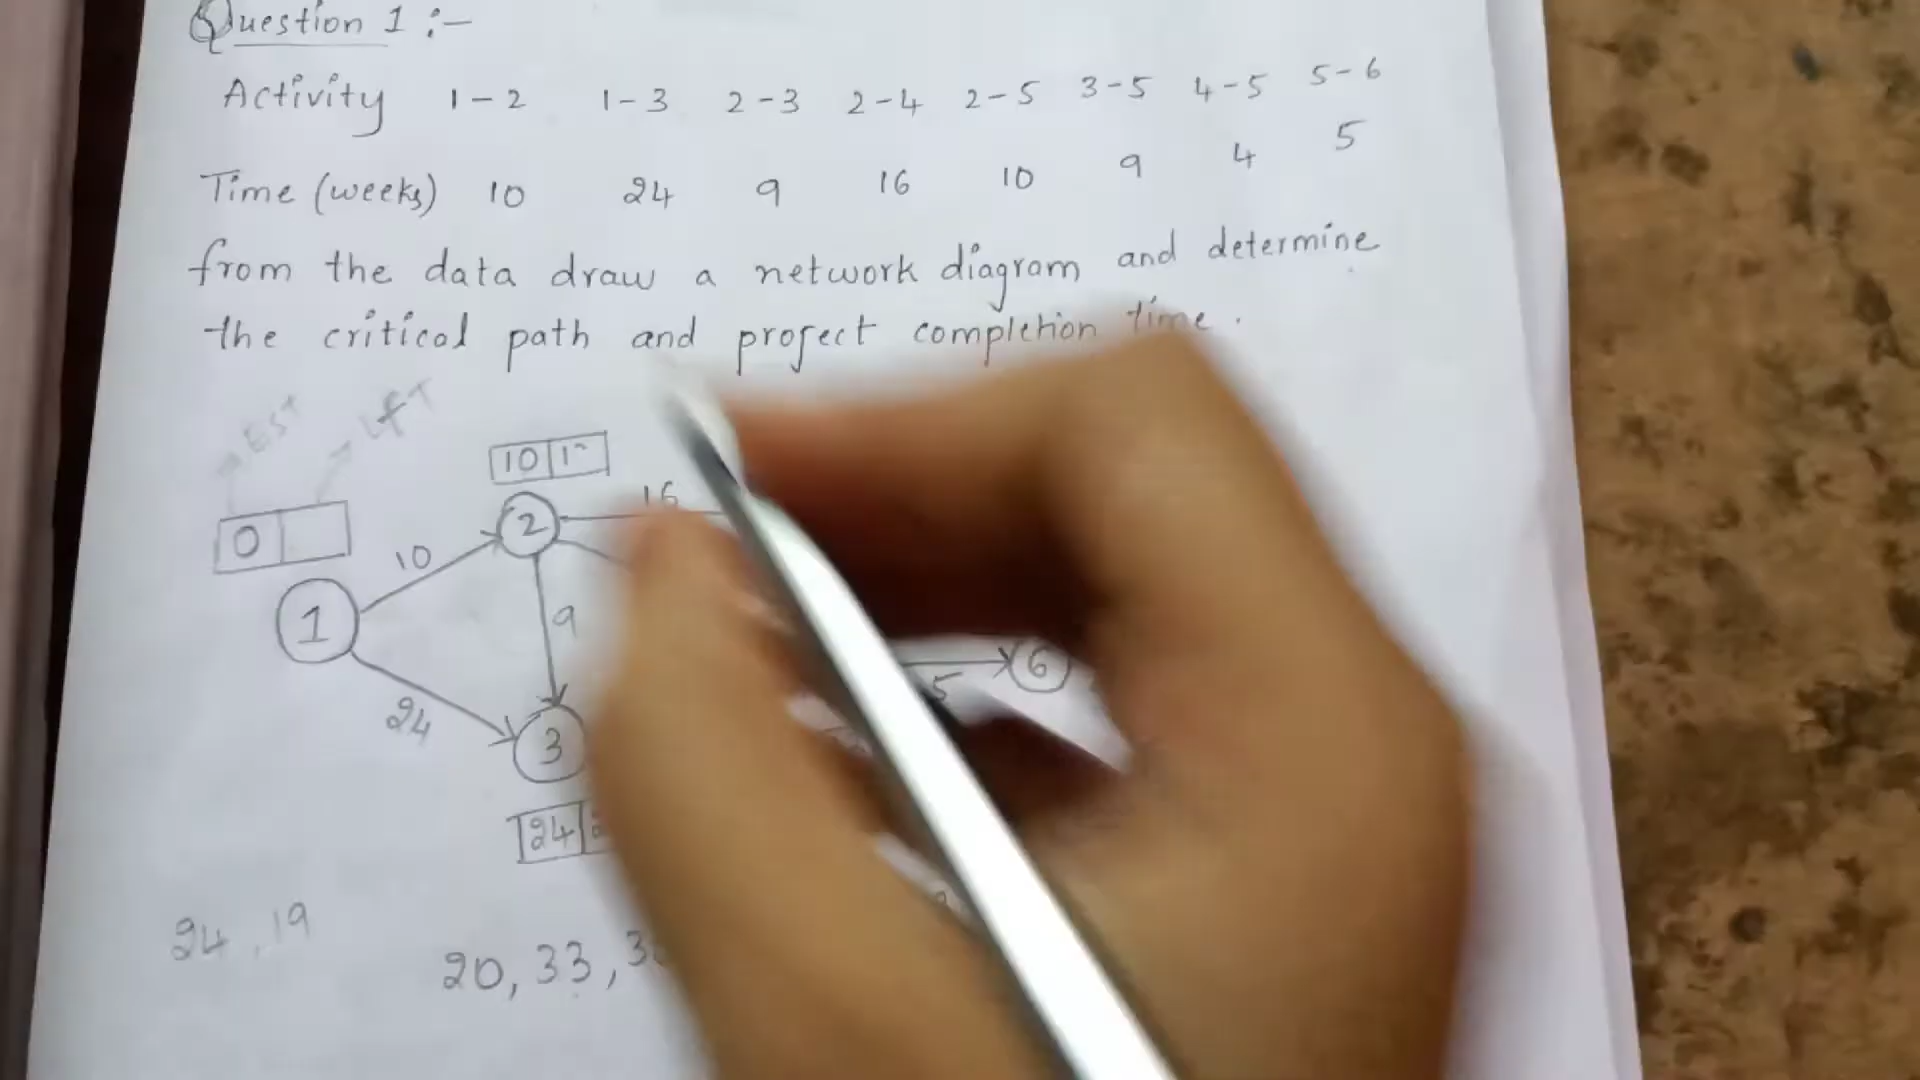 Question 1 :-
Activity 1-2 1-3 2-3 2-4 2-5 3-5 4-5 5-6
Time (weeks) 10 24 9 16 10 9 4 5
from the data draw a network diagram and determine
the critical path and project completion time.
EST LFT
10
0
16
2
10
1
9
6
5
24
3
24
24, 19
20, 33,